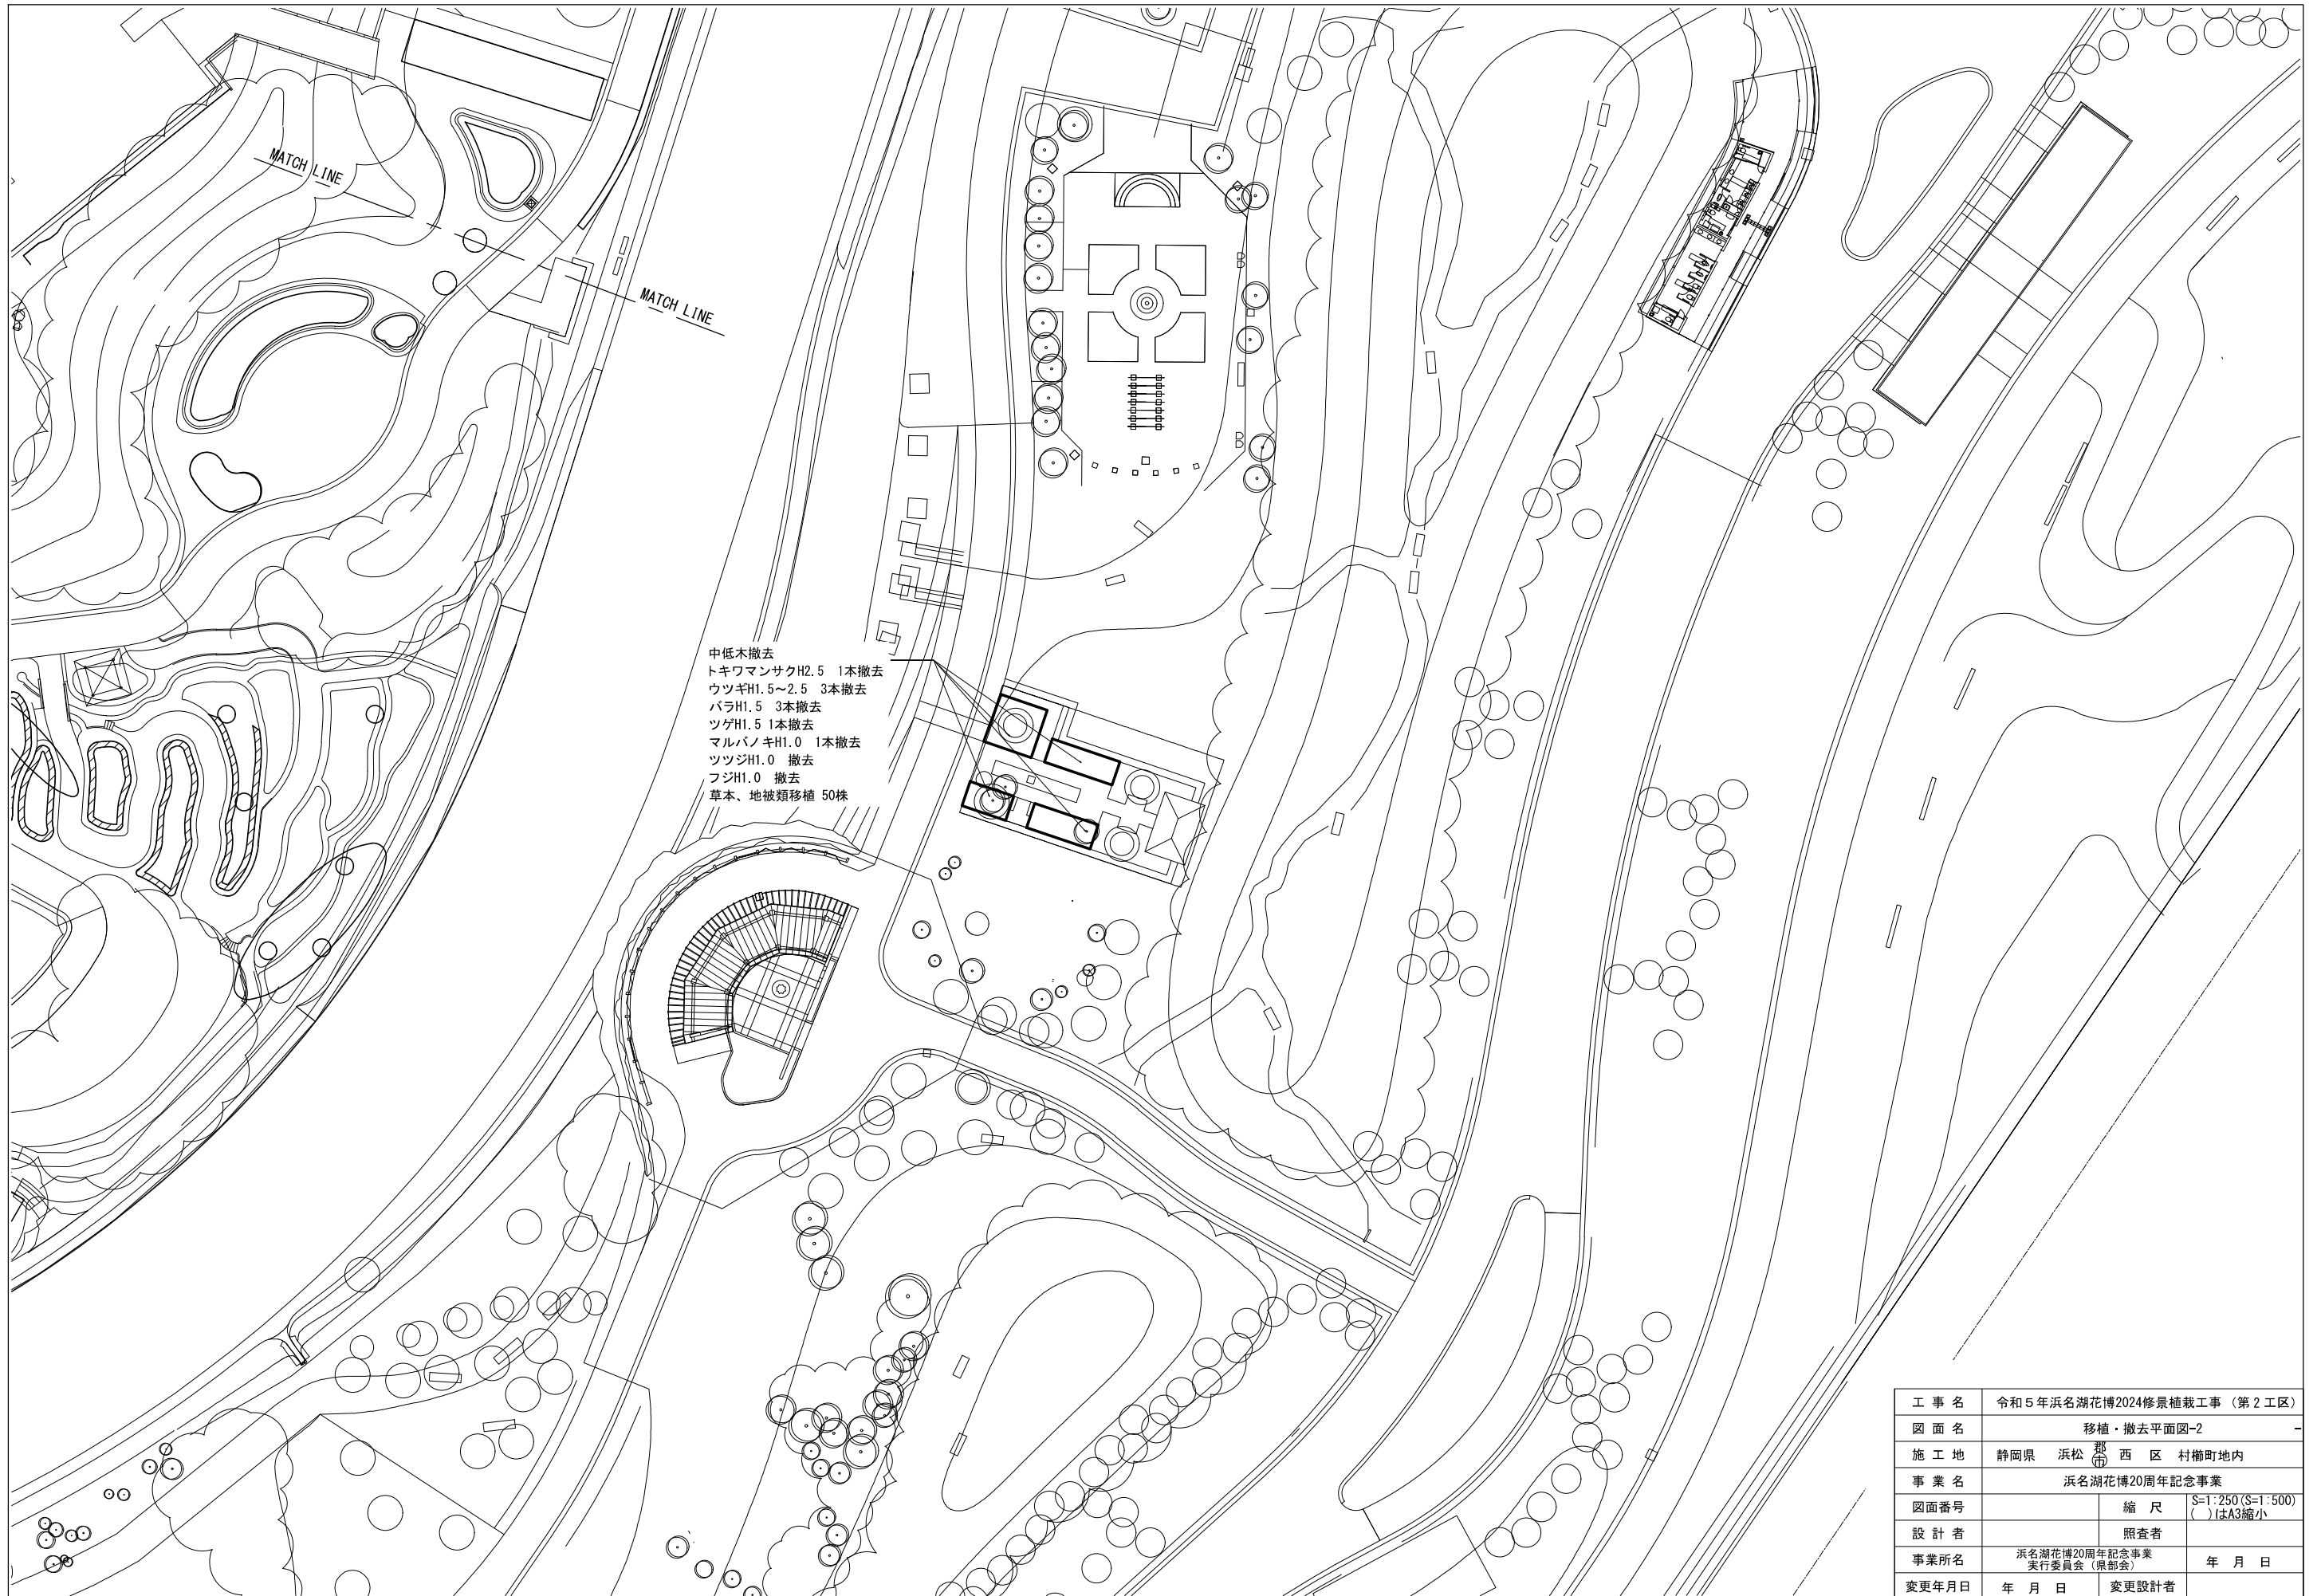 MATCH LINE
MATCH LINE
中低木撤去
トキワマンサクH2.5 1本撤去
ウツギH1.5～2.5 3本撤去
バラH1.5 3本撤去
ツゲH1.5 1本撤去
マルバノキH1.0 1本撤去
ツツジH1.0 撤去
フジH1.0 撤去
草本、地被類移植 50株
工事名 令和5年浜名湖花博2024修景植栽工事（第2工区）
図面名 移植・撤去平面図-2 -
施工地 静岡県 浜松 郡 市 西 区 村櫛町地内
事業名 浜名湖花博20周年記念事業
図面番号 縮尺 S=1:250(S=1:500)
( )はA3縮小
設計者 照査者
事業所名 浜名湖花博20周年記念事業
実行委員会（県部会） 年 月 日
変更年月日 年 月 日 変更設計者